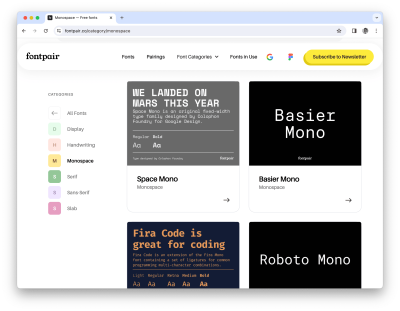 Monospace — Free fonts
fontpair.co/category/monospace
fontpair
Fonts
Pairings
Font Categories
Fonts in Use
Subscribe to Newsletter
CATEGORIES
All Fonts
D Display
H Handwriting
M Monospace
S Serif
S Sans-Serif
S Slab
WE LANDED ON
MARS THIS YEAR
Space Mono is an original fixed-width
type family designed by Colophon
Foundry for Google Design.
Regular Bold
Aa Aa
Type designed by Colophon Foundry
fontpair
Space Mono
Monospace
Basier
Mono
fontpair
Basier Mono
Monospace
Fira Code is
great for coding
Fira Code is an extension of the Fira Mono
font containing a set of ligatures for common
programming multi-character combinations.
Light Regular Retina Medium Bold
Aa Aa Aa Aa Aa
Roboto Mono